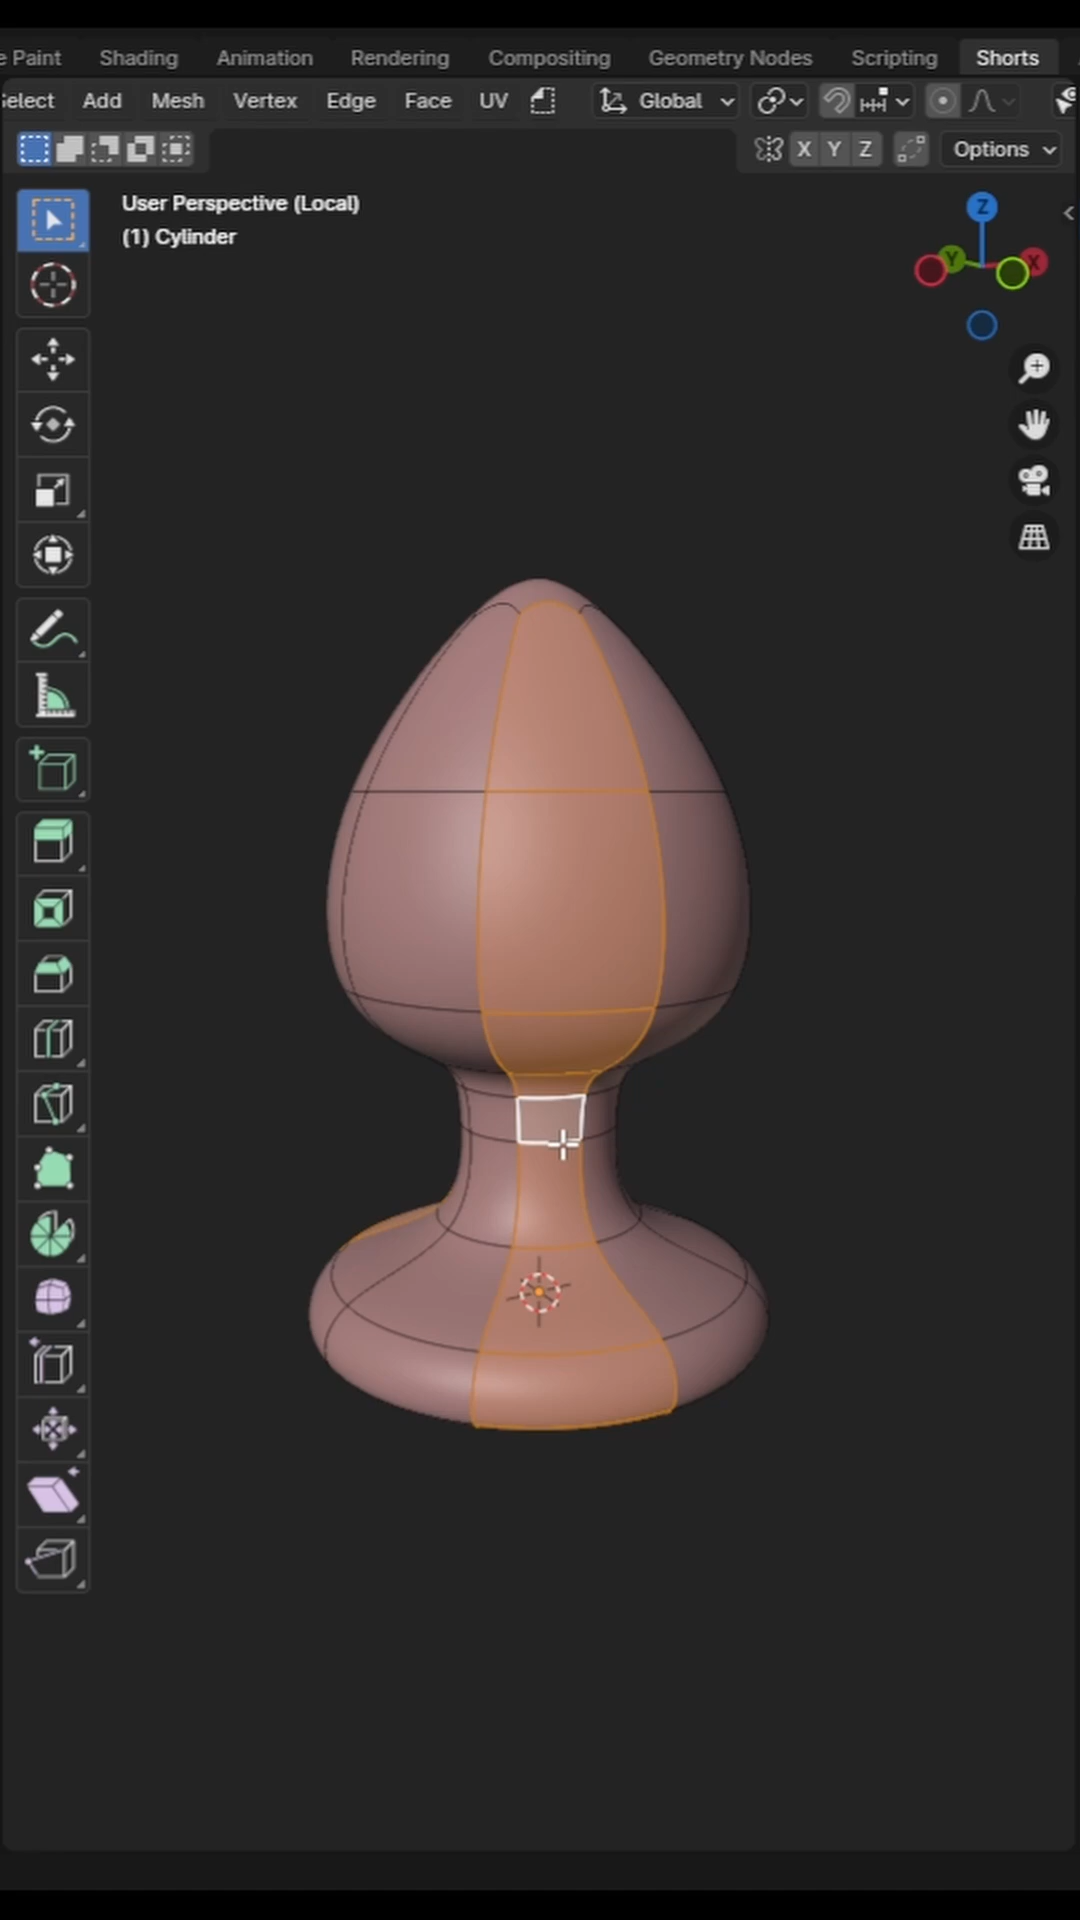 e Paint Shading Animation Rendering Compositing Geometry Nodes Scripting Shorts
Select Add Mesh Vertex Edge Face UV Global
X Y Z Options
User Perspective (Local)
(1) Cylinder
Z
Y X